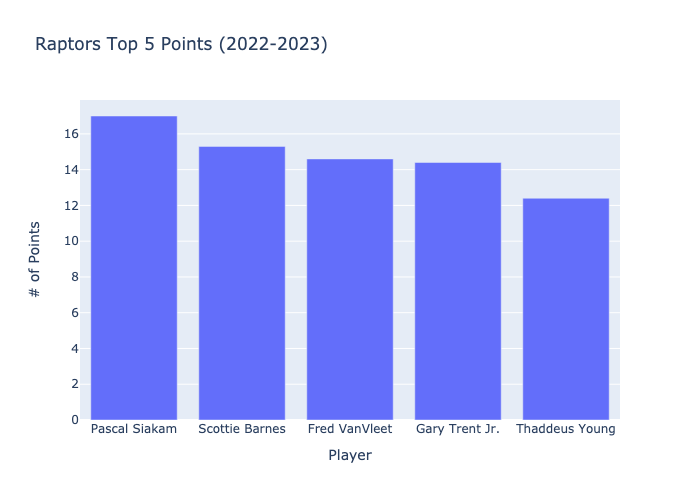 Raptors Top 5 Points (2022-2023)
# of Points
16
14
12
10
8
6
4
2
0
Pascal Siakam Scottie Barnes Fred VanVleet Gary Trent Jr. Thaddeus Young
Player